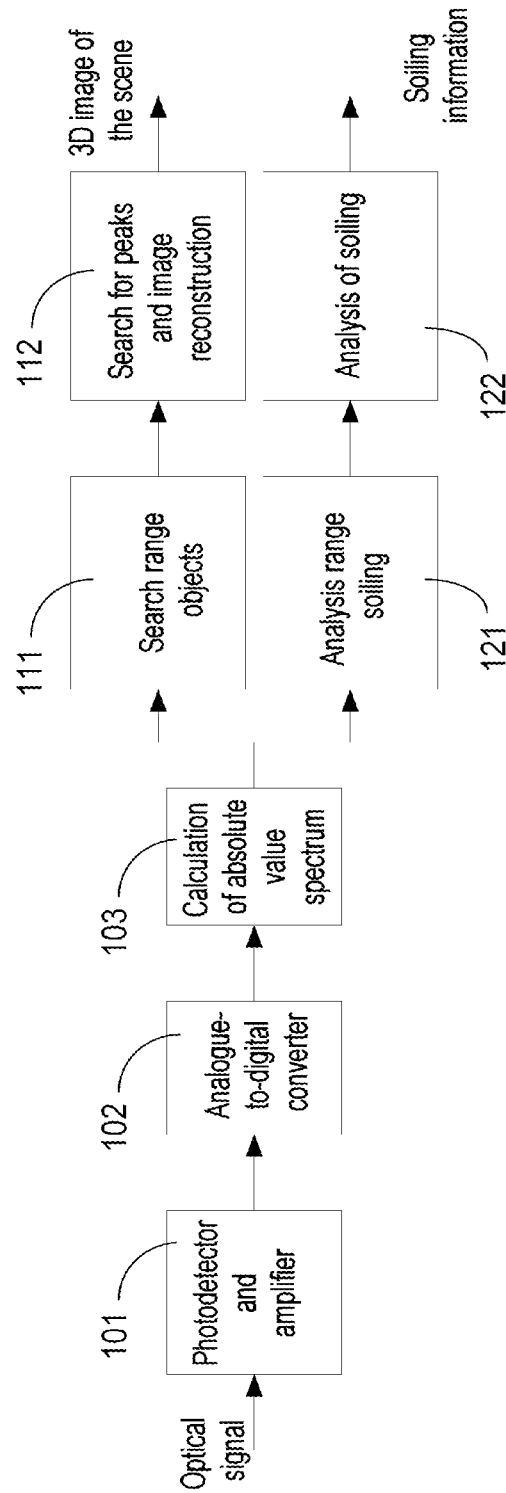 Optical
signal
101
Photodetector
and
amplifier
102
Analogue-
to-digital
converter
103
Calculation
of absolute
value
spectrum
111
Search range
objects
112
Search for peaks
and image
reconstruction
3D image of
the scene
Analysis range
soiling
121
Analysis of soiling
122
Soiling
information